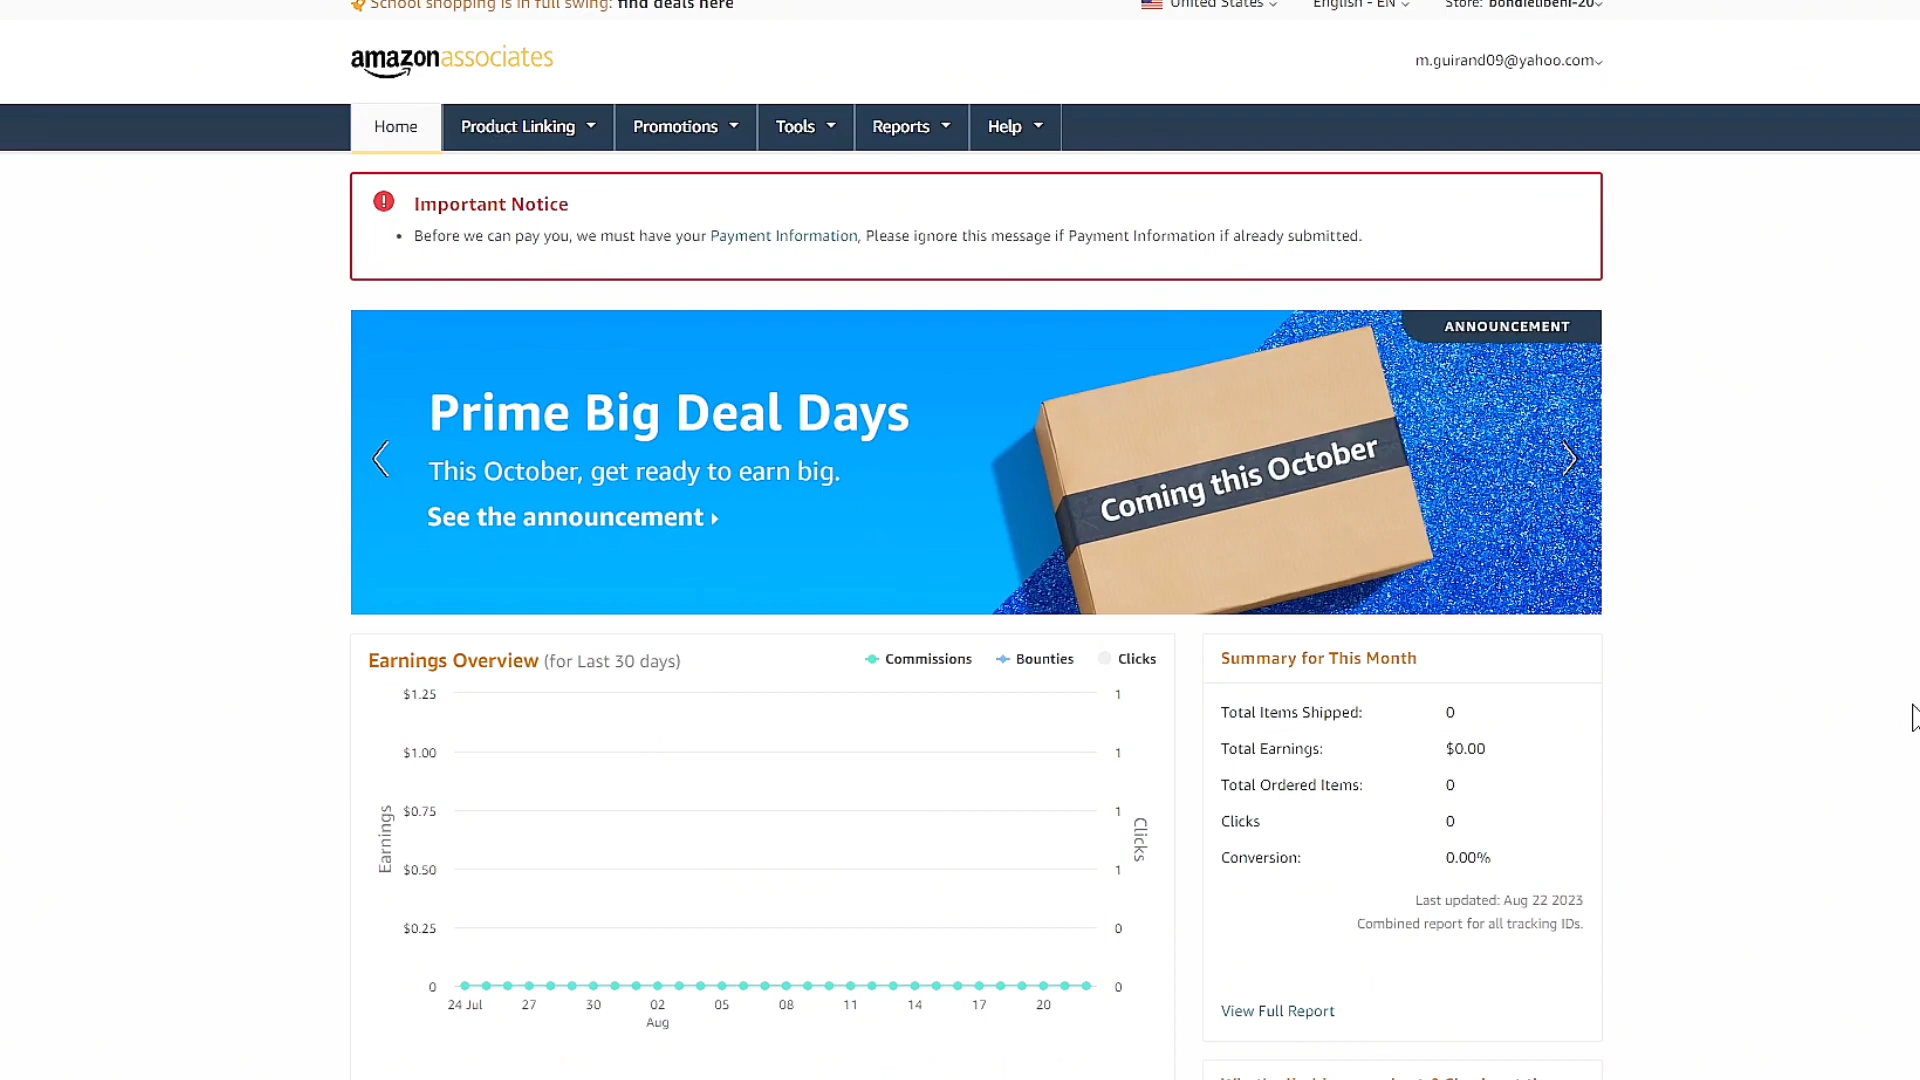 School shopping is in full swing: find deals here
United States
English - EN
Store: bondielibeni-20
amazonassociates
m.guirand09@yahoo.com
Home
Product Linking
Promotions
Tools
Reports
Help
Important Notice
• Before we can pay you, we must have your Payment Information, Please ignore this message if Payment Information if already submitted.
ANNOUNCEMENT
Prime Big Deal Days
This October, get ready to earn big.
See the announcement
Coming this October
Earnings Overview (for Last 30 days)
Commissions
Bounties
Clicks
$1.25
$1.00
$0.75
$0.50
$0.25
0
Earnings
1
1
1
1
0
0
Clicks
24 Jul
27
30
02
Aug
05
08
11
14
17
20
Summary for This Month
Total Items Shipped: 0
Total Earnings: $0.00
Total Ordered Items: 0
Clicks 0
Conversion: 0.00%
Last updated: Aug 22 2023
Combined report for all tracking IDs.
View Full Report